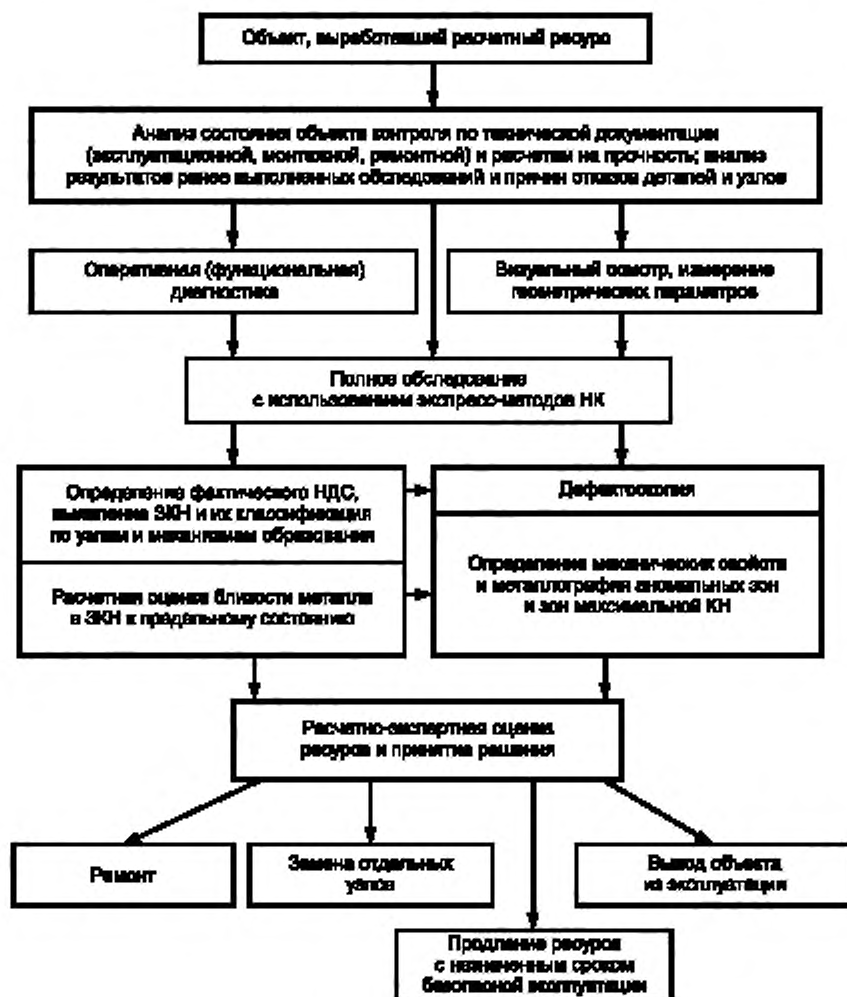 Объект, выработавший расчетный ресурс
Анализ состояния объекта контроля по технической документации
(эксплуатационной, монтажной, ремонтной) и расчетам на прочность; анализ
результатов ранее выполненных обследований и причин отказов деталей и узлов
Оперативная (функциональная)
диагностика
Визуальный осмотр, измерение
геометрических параметров
Полное обследование
с использованием экспресс-методов НК
Определение фактического НДС,
выявление ЗКН и их классификация
по узлам и механизмам образования
Дефектоскопия
Расчетная оценка близости металла
в ЗКН к предельному состоянию
Определение механических свойств
и металлография аномальных зон
и зон максимальной КН
Расчетно-экспертная оценка
ресурса и принятие решения
Ремонт
Замена отдельных
узлов
Вывод объекта
из эксплуатации
Продление ресурса
с назначенным сроком
безопасной эксплуатации